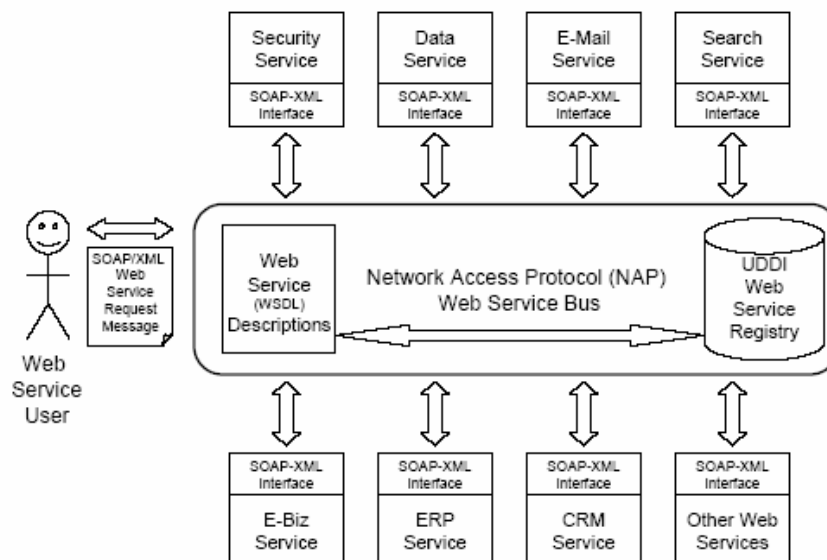 Security
Service
SOAP-XML
Interface
Data
Service
SOAP-XML
Interface
E-Mail
Service
SOAP-XML
Interface
Search
Service
SOAP-XML
Interface
SOAP/XML
Web
Service
Request
Message
Web
Service
User
Web
Service
(WSDL)
Descriptions
Network Access Protocol (NAP)
Web Service Bus
UDDI
Web
Service
Registry
SOAP-XML
Interface
E-Biz
Service
SOAP-XML
Interface
ERP
Service
SOAP-XML
Interface
CRM
Service
SOAP-XML
Interface
Other Web
Services